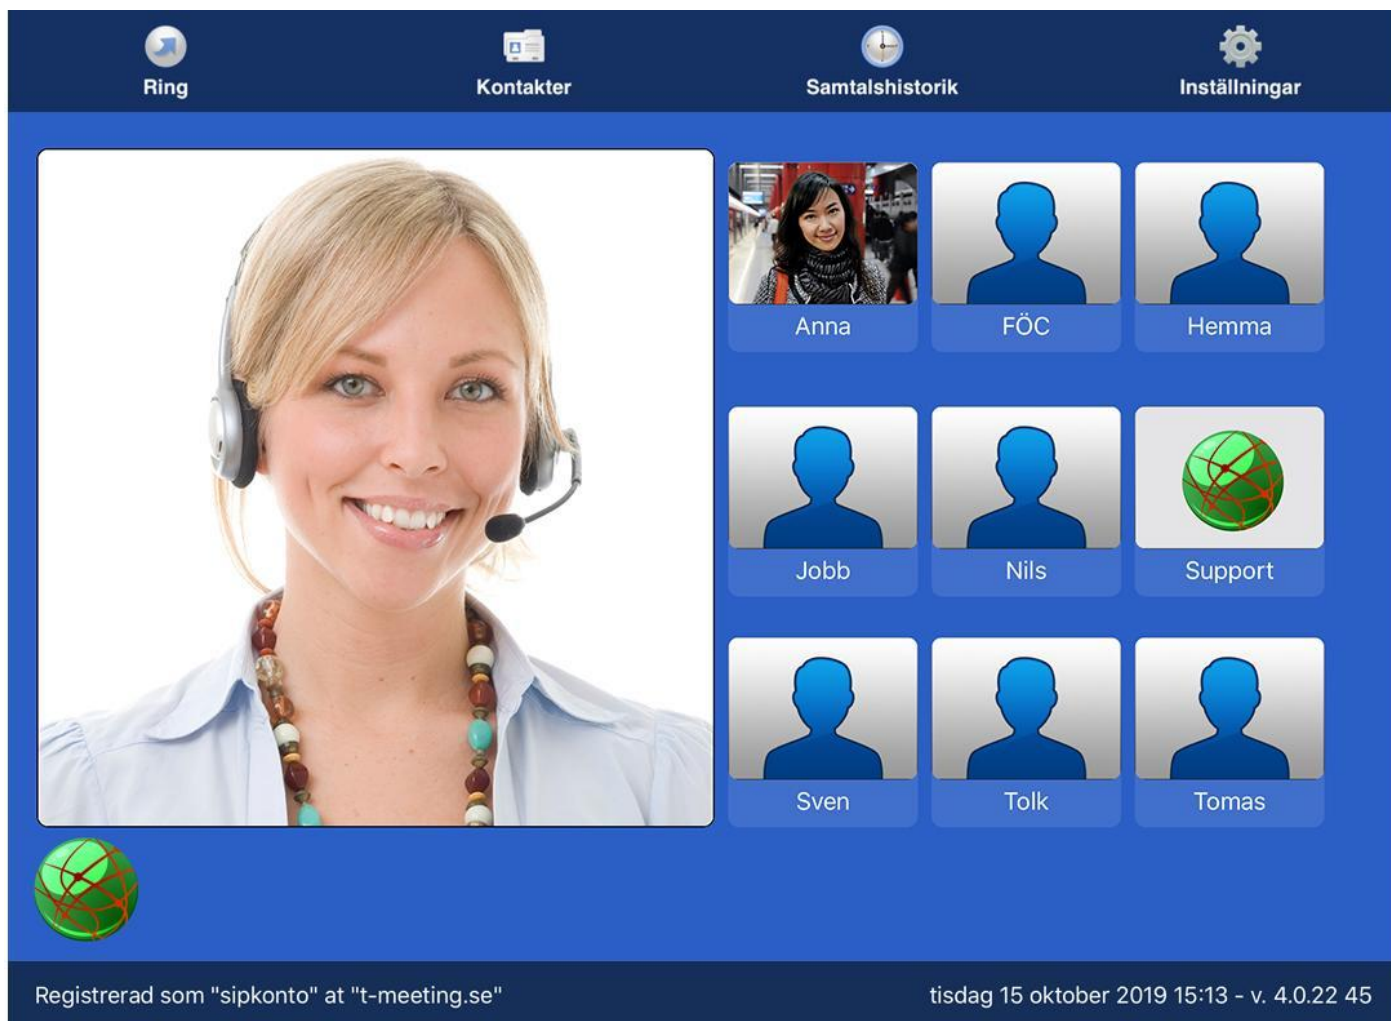 Ring
Kontakter
Samtalshistorik
Inställningar
Anna
FÖC
Hemma
Jobb
Nils
Support
Sven
Tolk
Tomas
Registrerad som "sipkonto" at "t-meeting.se"
tisdag 15 oktober 2019 15:13 - v. 4.0.22 45